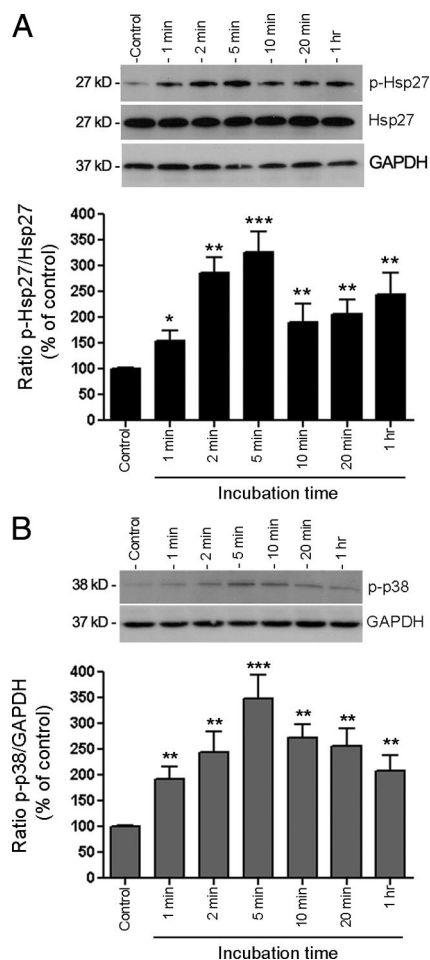 A
Control
1 min
2 min
5 min
10 min
20 min
1 hr
27 kD - p-Hsp27
27 kD - Hsp27
37 kD - GAPDH
Ratio p-Hsp27/Hsp27
(% of control)
400
350
300
250
200
150
100
50
0
*
**
***
**
**
**
Control
1 min
2 min
5 min
10 min
20 min
1 hr
Incubation time
B
Control
1 min
2 min
5 min
10 min
20 min
1 hr
38 kD - p-p38
37 kD - GAPDH
Ratio p-p38/GAPDH
(% of control)
400
350
300
250
200
150
100
50
0
**
**
***
**
**
**
Control
1 min
2 min
5 min
10 min
20 min
1 hr
Incubation time